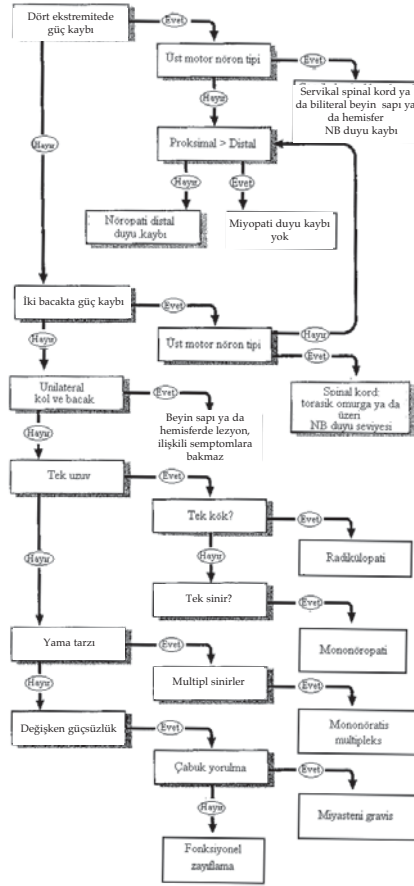 Dört ekstremitede
güç kaybı
Evet
Üst motor nöron tipi
Evet
Servikal spinal kord ya
da biliteral beyin sapı ya
da hemisfer
NB duyu kaybı
Hayır
Proksimal > Distal
Hayır
Hayır
Evet
Nöropati distal
duyu kaybı
Miyopati duyu kaybı
yok
İki bacakta güç kaybı
Evet
Üst motor nöron tipi
Hayır
Evet
Hayır
Spinal kord:
torasik omurga ya da
üzeri
NB duyu seviyesi
Unilateral
kol ve bacak
Evet
Beyin sapı ya da
hemisferde lezyon,
ilişkili semptomlara
bakmaz
Hayır
Tek uzuv
Evet
Tek kök?
Evet
Radikülopati
Hayır
Hayır
Tek sinir?
Evet
Mononöropati
Yama tarzı
Evet
Multipl sinirler
Evet
Mononöratis
multipleks
Hayır
Değişken güçsüzlük
Evet
Çabuk yorulma
Evet
Miyasteni gravis
Hayır
Fonksiyonel
zayıflama